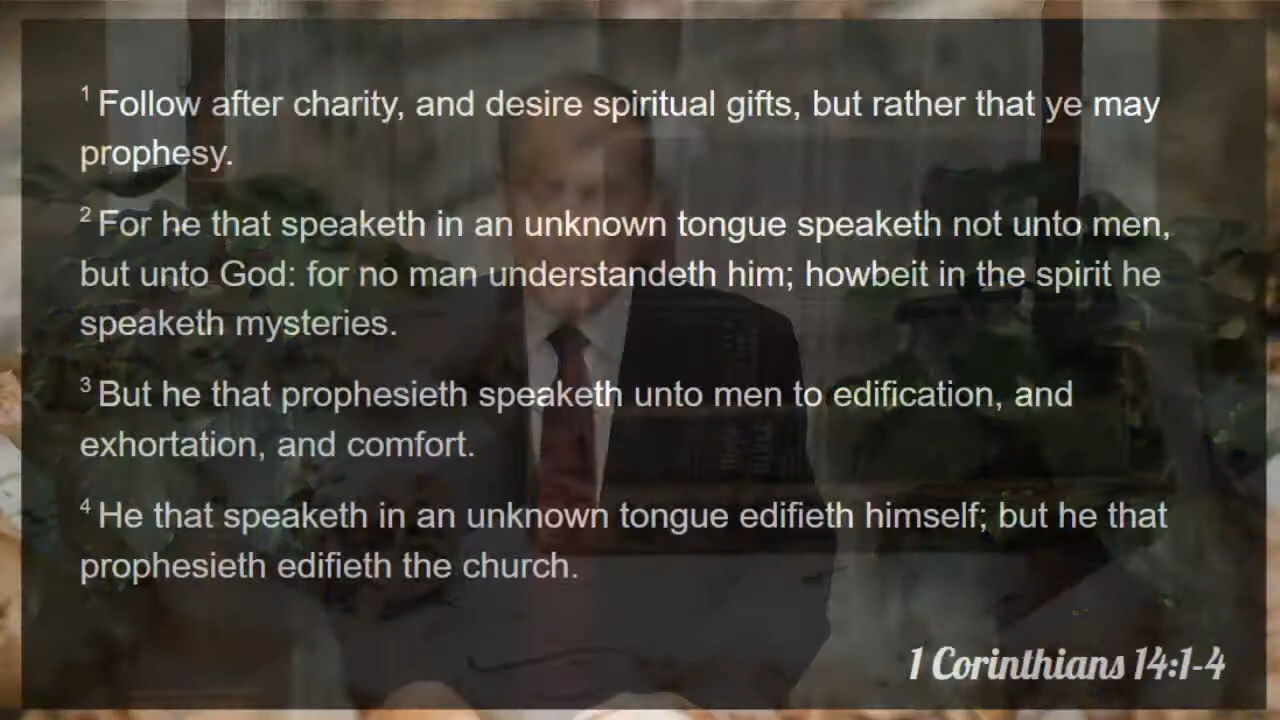 1 Follow after charity, and desire spiritual gifts, but rather that ye may
prophesy.
2 For he that speaketh in an unknown tongue speaketh not unto men,
but unto God: for no man understandeth him; howbeit in the spirit he
speaketh mysteries.
3 But he that prophesieth speaketh unto men to edification, and
exhortation, and comfort.
4 He that speaketh in an unknown tongue edifieth himself; but he that
prophesieth edifieth the church.
1 Corinthians 14:1-4